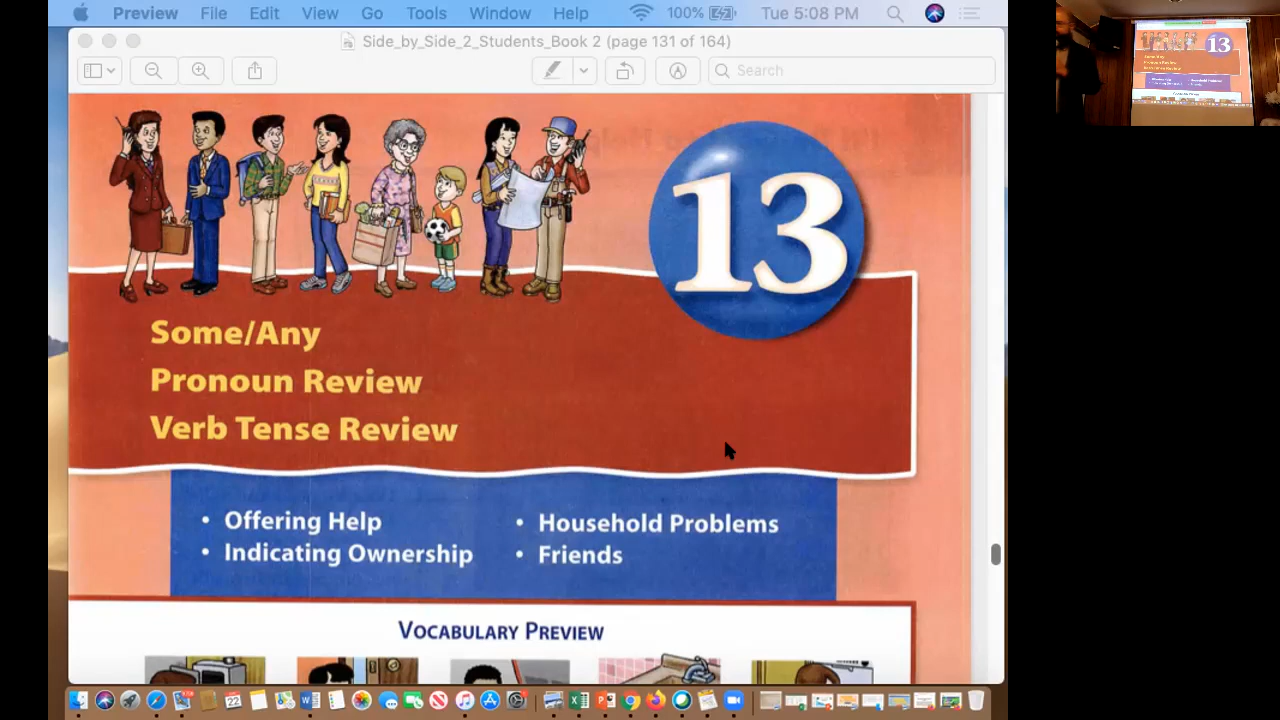 Preview File Edit View Go Tools Window Help 100% Tue 5:08 PM
Side_by_Side_2_Students_Book 2 (page 131 of 164)
Search
13
Some/Any
Pronoun Review
Verb Tense Review
• Offering Help
• Indicating Ownership
• Household Problems
• Friends
VOCABULARY PREVIEW